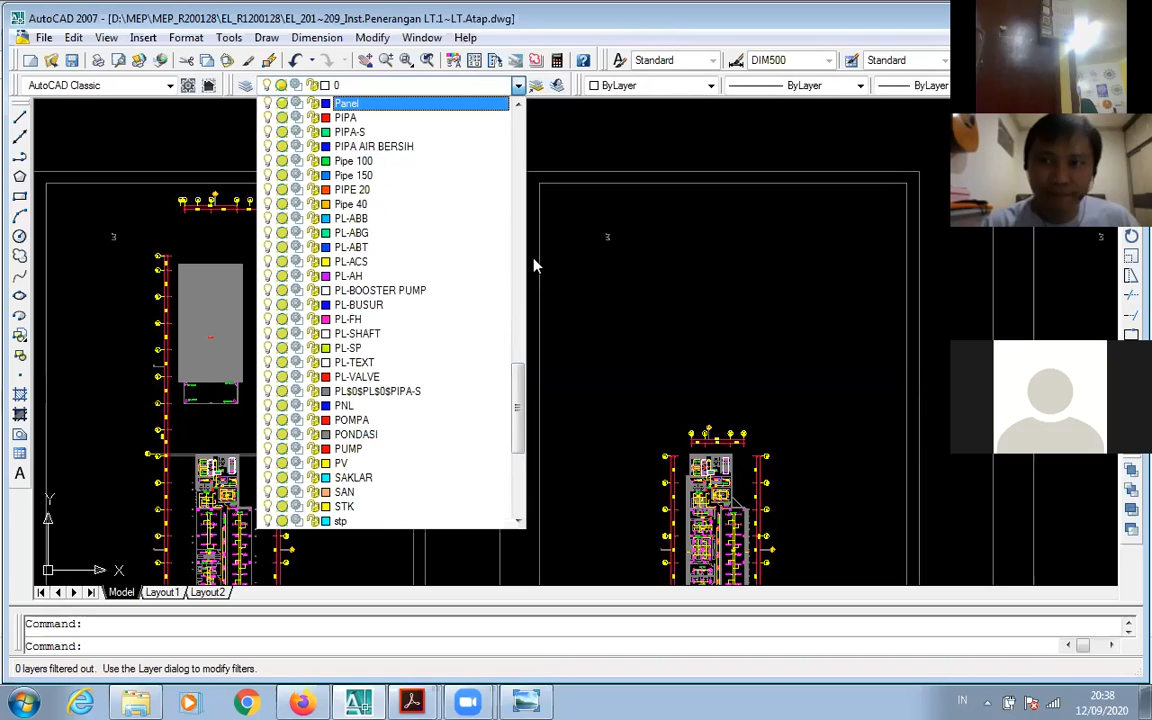 AutoCAD 2007 - [D:\MEP\MEP_R200128\EL_R1200128\EL_201~209_Inst.Penerangan LT.1~LT.Atap.dwg]
File Edit View Insert Format Tools Draw Dimension Modify Window Help
Standard DIM500 Standard
AutoCAD Classic 0 ByLayer ByLayer ByLayer
Panel
PIPA
PIPA-S
PIPA AIR BERSIH
Pipe 100
Pipe 150
PIPE 20
Pipe 40
PL-ABB
PL-ABG
PL-ABT
PL-ACS
PL-AH
PL-BOOSTER PUMP
PL-BUSUR
PL-FH
PL-SHAFT
PL-SP
PL-TEXT
PL-VALVE
PL$0$PL$0$PIPA-S
PNL
POMPA
PONDASI
PUMP
PV
SAKLAR
SAN
STK
stp
Y
X
A
Model Layout1 Layout2
Command:
Command:
0 layers filtered out. Use the Layer dialog to modify filters.
IN
20:38
12/09/2020